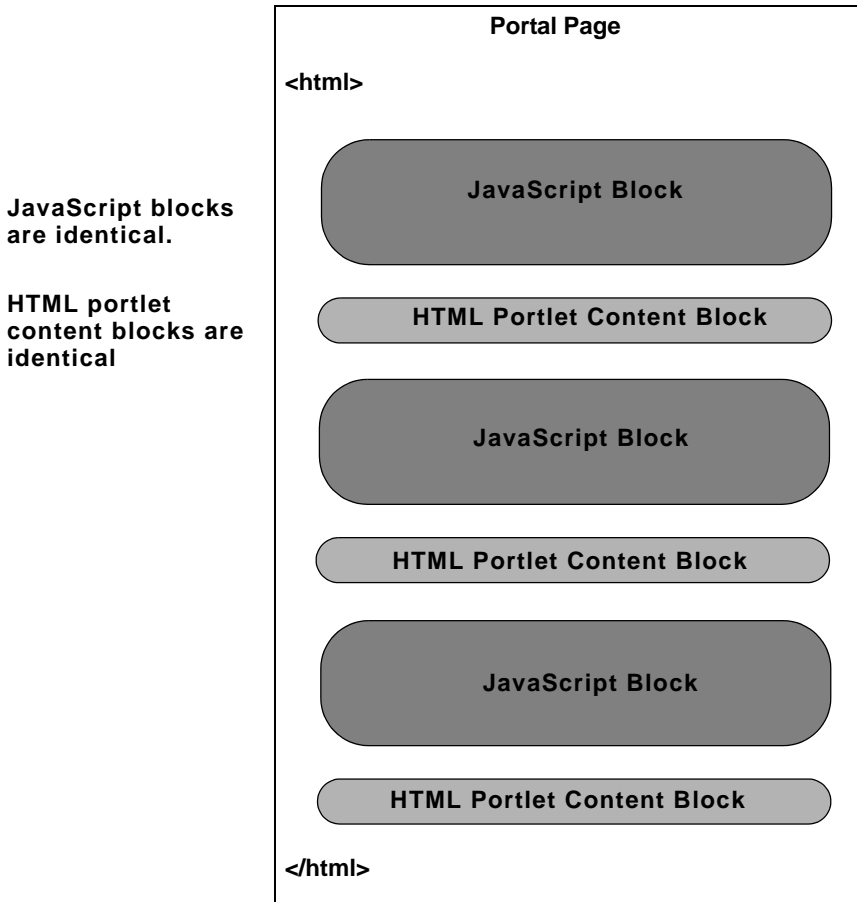 Portal Page
<html>
JavaScript Block
JavaScript blocks
are identical.
HTML portlet
content blocks are
identical
HTML Portlet Content Block
JavaScript Block
HTML Portlet Content Block
JavaScript Block
HTML Portlet Content Block
</html>